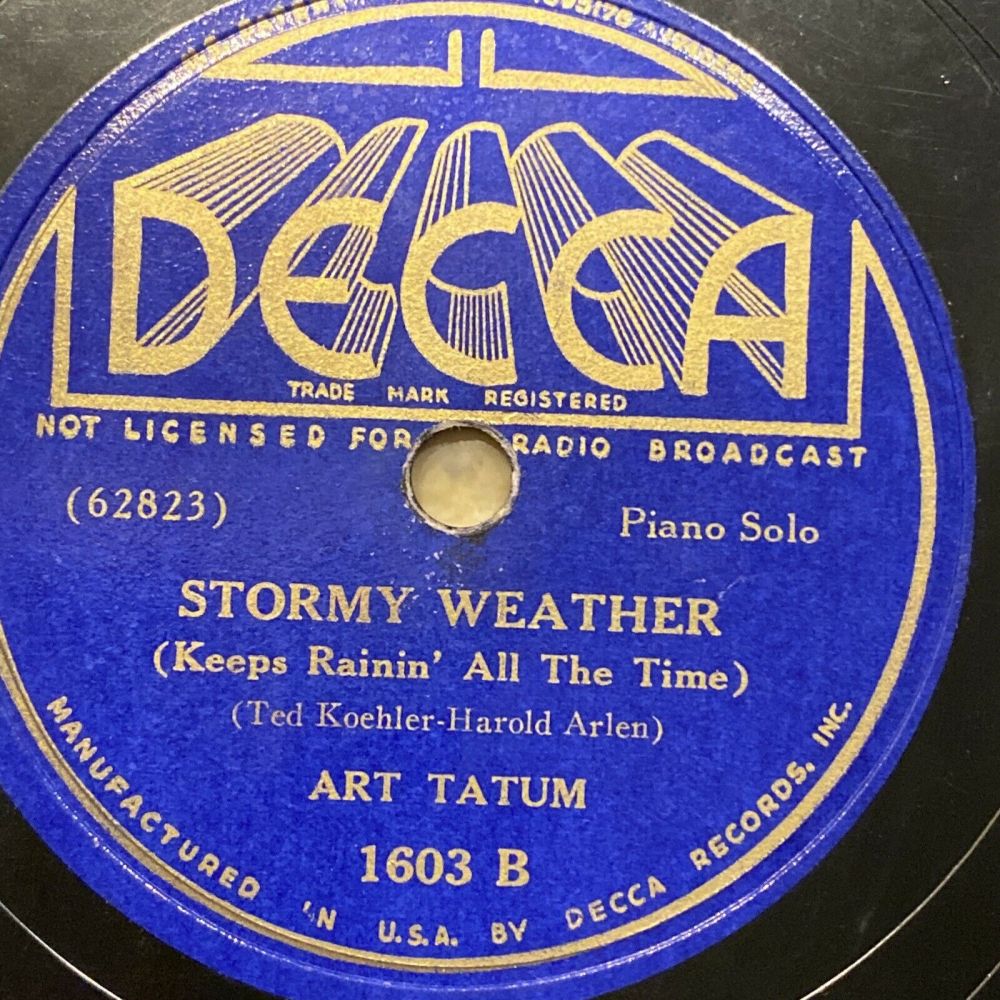 DECCA
TRADE MARK REGISTERED
NOT LICENSED FOR RADIO BROADCAST
(62823)
Piano Solo
STORMY WEATHER
(Keeps Rainin' All The Time)
(Ted Koehler-Harold Arlen)
ART TATUM
1603 B
MANUFACTURED IN U.S.A. BY DECCA RECORDS, INC.